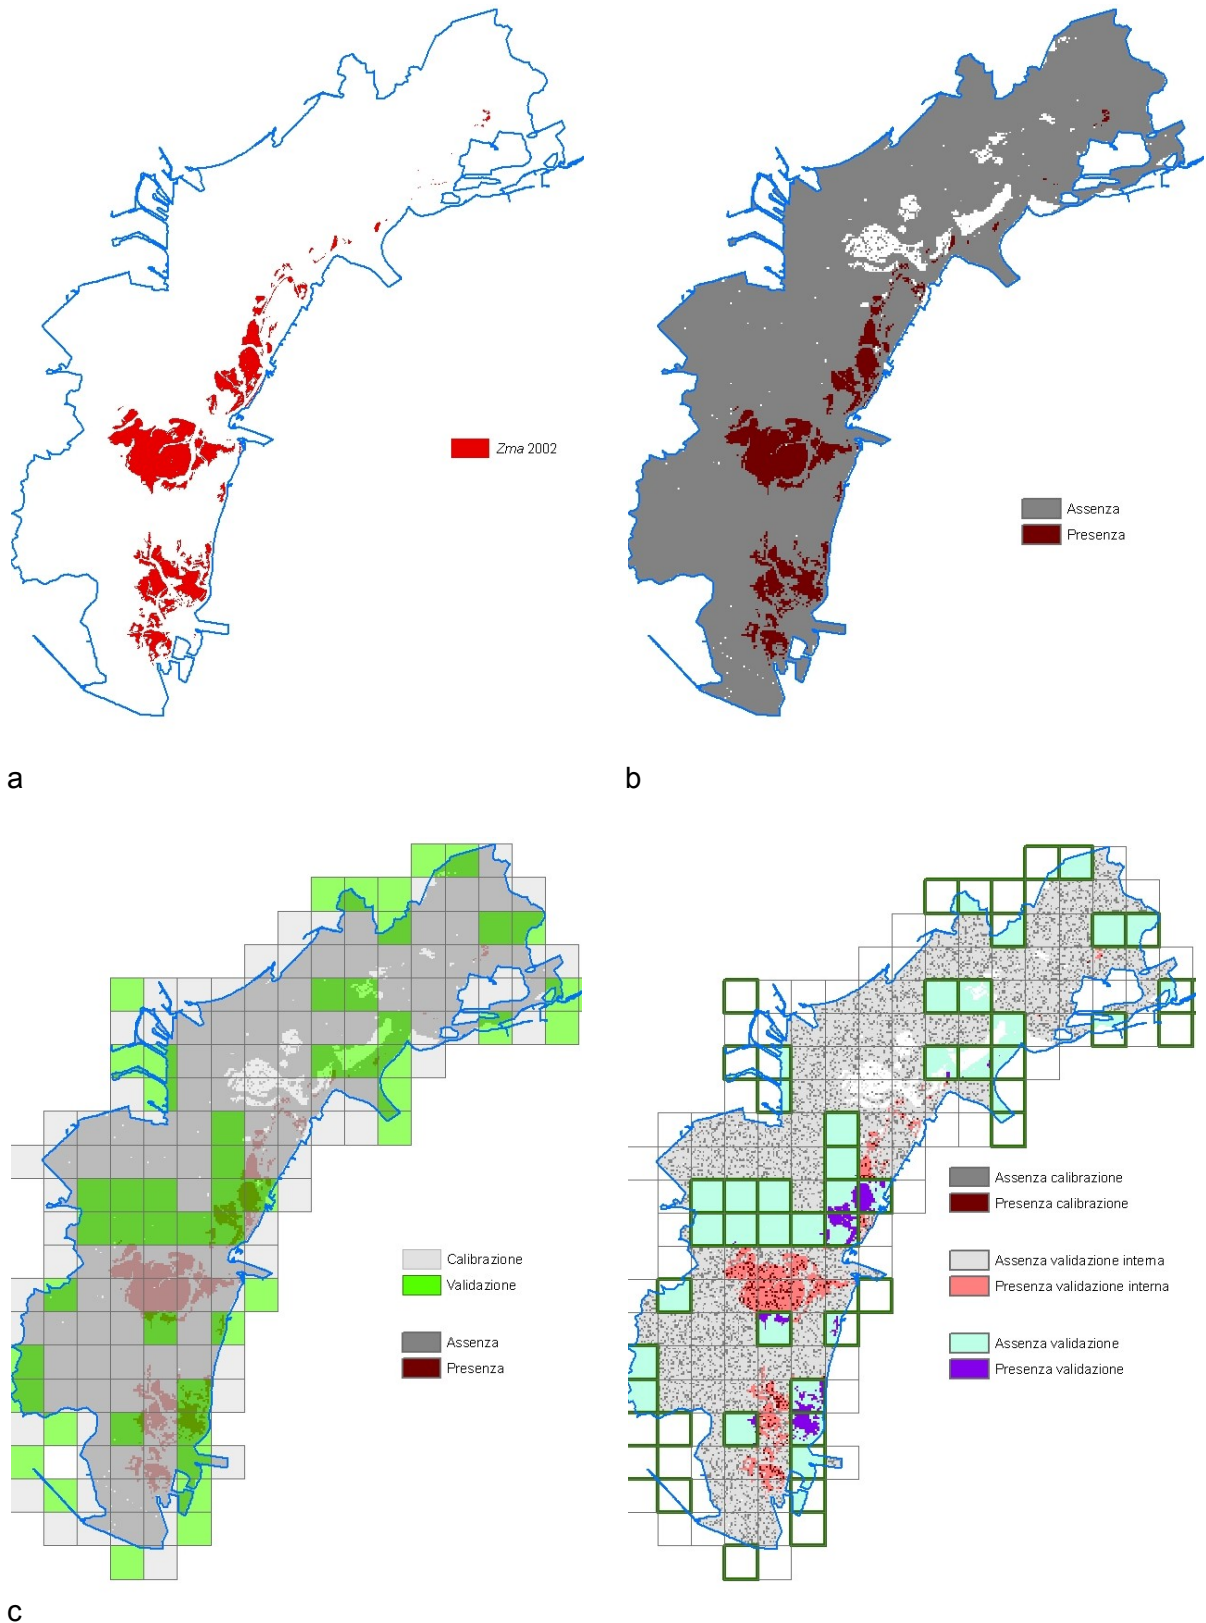 Zma 2002
Assenza
Presenza
a
b
Calibrazione
Validazione
Assenza
Presenza
Assenza calibrazione
Presenza calibrazione
Assenza validazione interna
Presenza validazione interna
Assenza validazione
Presenza validazione
c